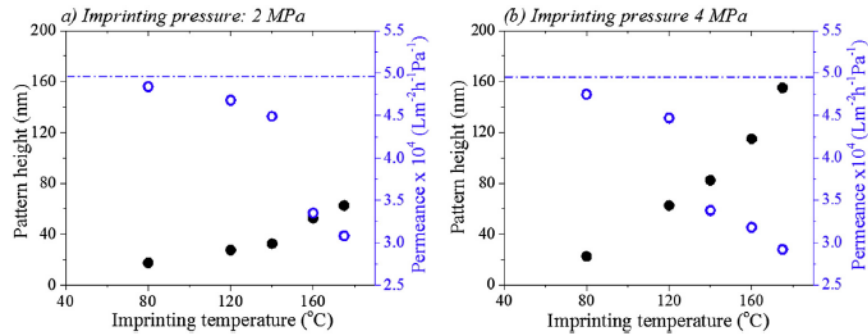 a) Imprinting pressure: 2 MPa
200
160
120
80
40
0
Pattern height (nm)
5.5
5.0
4.5
4.0
3.5
3.0
2.5
Permeance x 10⁴ (Lm⁻²h⁻¹Pa⁻¹)
40 80 120 160
Imprinting temperature (°C)
(b) Imprinting pressure 4 MPa
200
160
120
80
40
0
Pattern height (nm)
5.5
5.0
4.5
4.0
3.5
3.0
2.5
Permeance x10⁴ (Lm⁻²h⁻¹Pa⁻¹)
40 80 120 160
Imprinting temperature (°C)